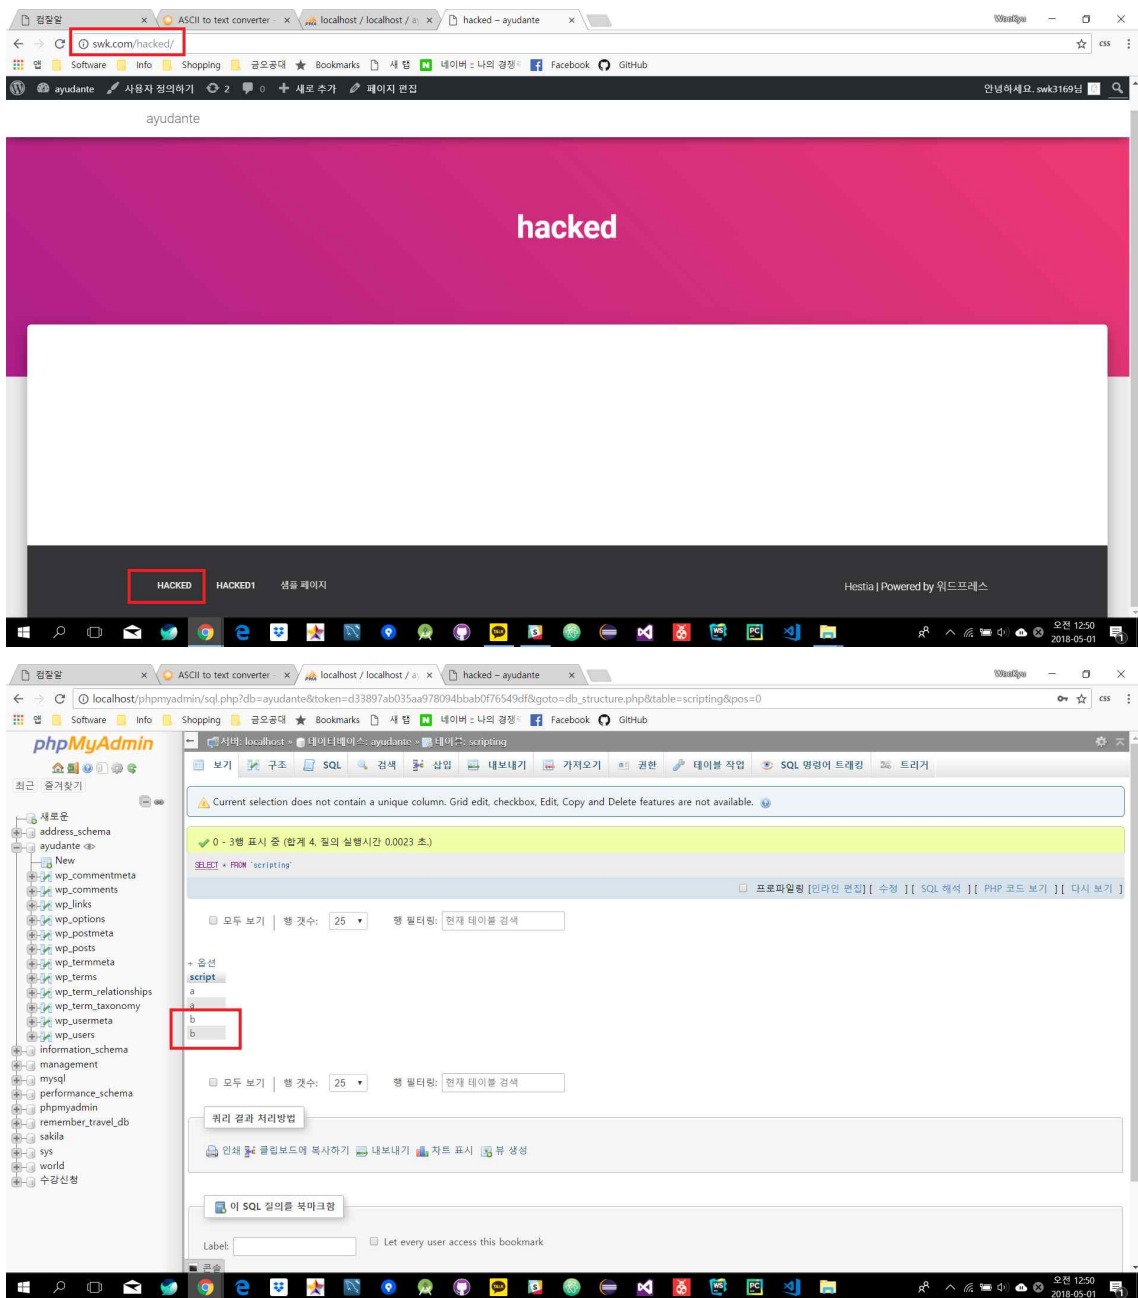 컴잘알
ASCII to text converter
localhost / localhost / a
hacked – ayudante
WooKyu
swk.com/hacked/
css
앱 Software Info Shopping 금오공대 Bookmarks 새 탭 네이버 :: 나의 경쟁 Facebook GitHub
ayudante 사용자 정의하기 2 0 새로 추가 페이지 편집
안녕하세요. swk3169님
ayudante
hacked
HACKED HACKED1 샘플 페이지
Hestia | Powered by 위드프레스
오전 12:50
2018-05-01
컴잘알
ASCII to text converter
localhost / localhost / a
hacked – ayudante
WooKyu
localhost/phpmyadmin/sql.php?db=ayudante&token=d33897ab035aa978094bbab0f76549df&goto=db_structure.php&table=scripting&pos=0
css
앱 Software Info Shopping 금오공대 Bookmarks 새 탭 네이버 :: 나의 경쟁 Facebook GitHub
phpMyAdmin
최근 즐겨찾기
새로운
address_schema
ayudante
New
wp_commentmeta
wp_comments
wp_links
wp_options
wp_postmeta
wp_posts
wp_termmeta
wp_terms
wp_term_relationships
wp_term_taxonomy
wp_usermeta
wp_users
information_schema
management
mysql
performance_schema
phpmyadmin
remember_travel_db
sakila
sys
world
수강신청
서버: localhost » 데이터베이스: ayudante » 테이블: scripting
보기 구조 SQL 검색 삽입 내보내기 가져오기 권한 테이블 작업 SQL 명령어 트래킹 트리거
Current selection does not contain a unique column. Grid edit, checkbox, Edit, Copy and Delete features are not available.
0 - 3행 표시 중 (합계 4, 질의 실행시간 0.0023 초.)
SELECT * FROM `scripting`
프로파일링 [인라인 편집] [ 수정 ] [ SQL 해석 ] [ PHP 코드 보기 ] [ 다시 보기 ]
모두 보기 | 행 갯수: 25 행 필터링: 현재 테이블 검색
+ 옵션
script
a
a
b
b
모두 보기 | 행 갯수: 25 행 필터링: 현재 테이블 검색
쿼리 결과 처리방법
인쇄 클립보드에 복사하기 내보내기 차트 표시 뷰 생성
이 SQL 질의를 북마크함
Label: Let every user access this bookmark
콘솔
오전 12:50
2018-05-01